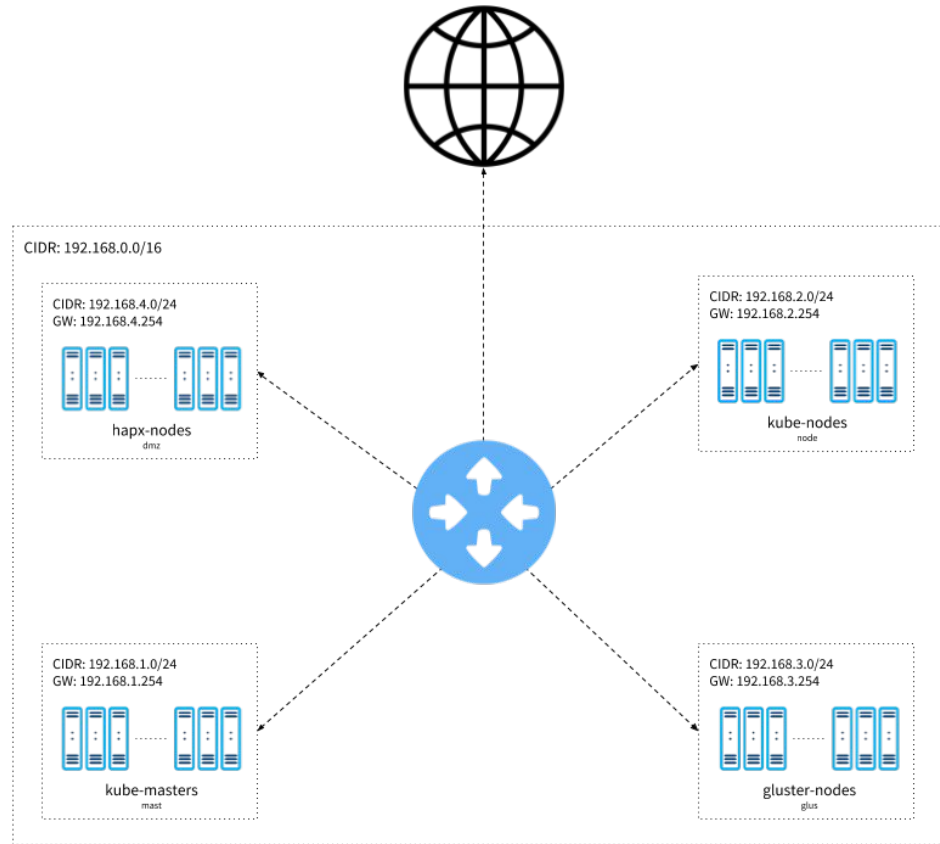 CIDR: 192.168.0.0/16
CIDR: 192.168.4.0/24
GW: 192.168.4.254
hapx-nodes
dmz
CIDR: 192.168.2.0/24
GW: 192.168.2.254
kube-nodes
node
CIDR: 192.168.1.0/24
GW: 192.168.1.254
kube-masters
mast
CIDR: 192.168.3.0/24
GW: 192.168.3.254
gluster-nodes
glus